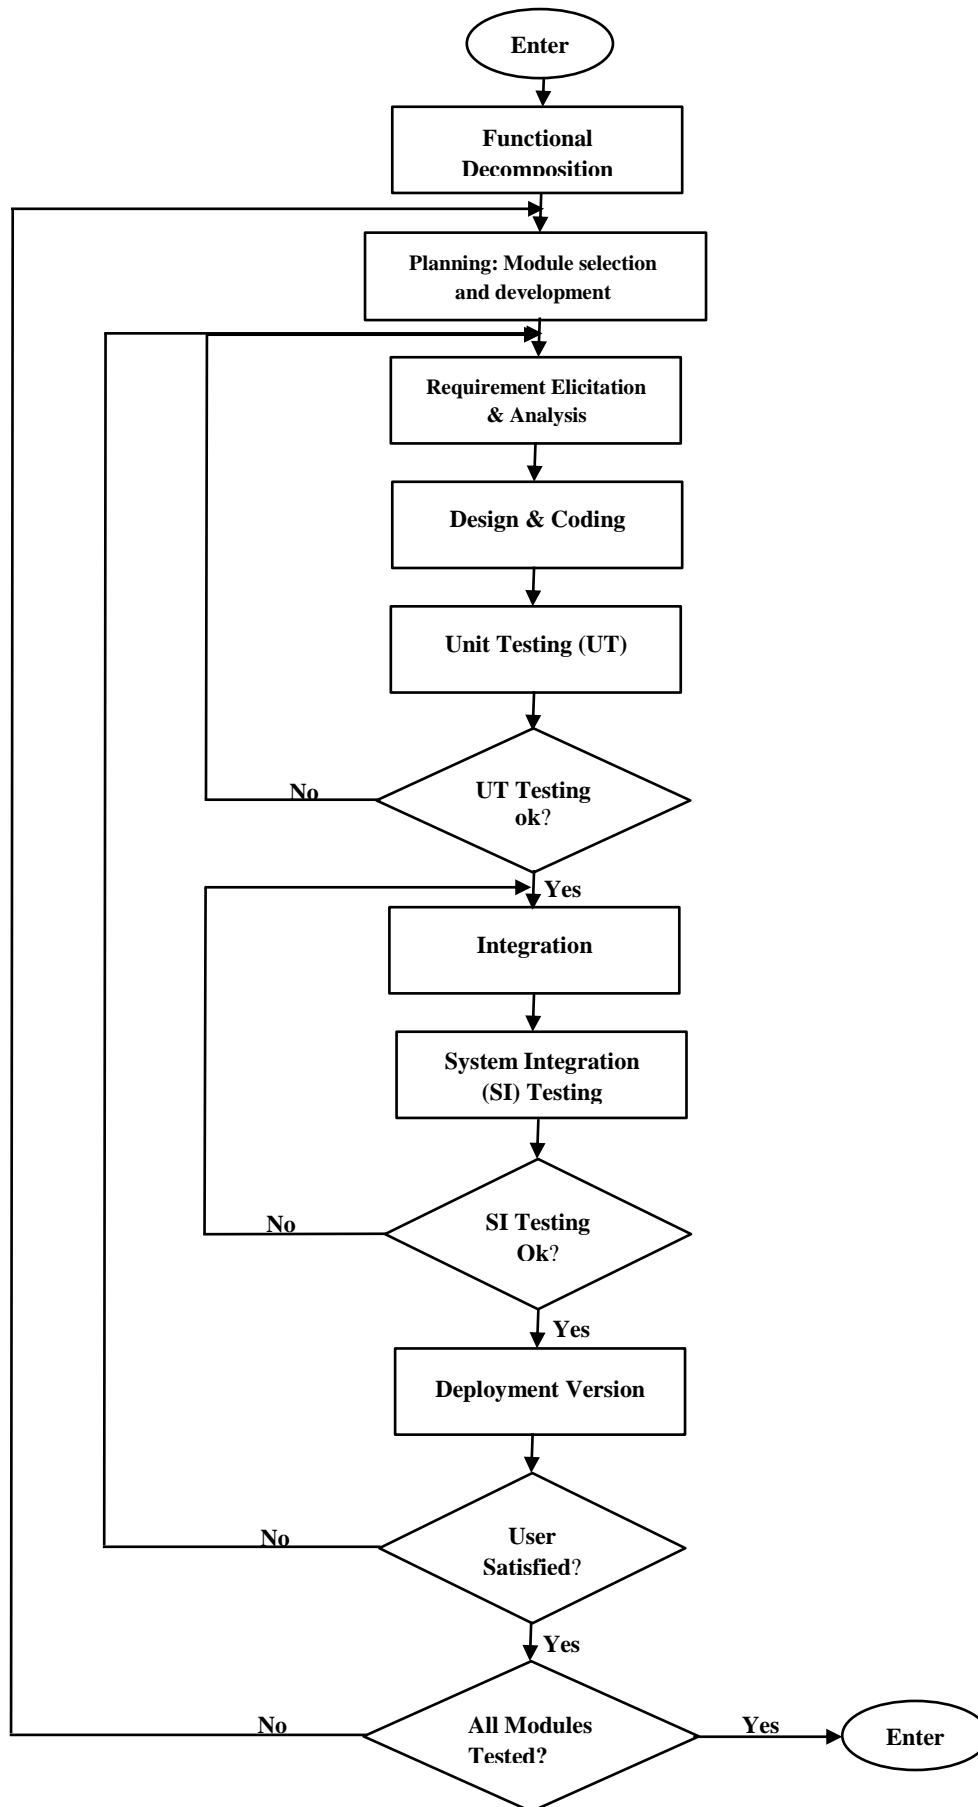 Enter
Functional
Decomposition
Planning: Module selection
and development
Requirement Elicitation
& Analysis
Design & Coding
Unit Testing (UT)
No
UT Testing
ok?
Yes
Integration
System Integration
(SI) Testing
No
SI Testing
Ok?
Yes
Deployment Version
No
User
Satisfied?
Yes
No
All Modules
Tested?
Yes
Enter